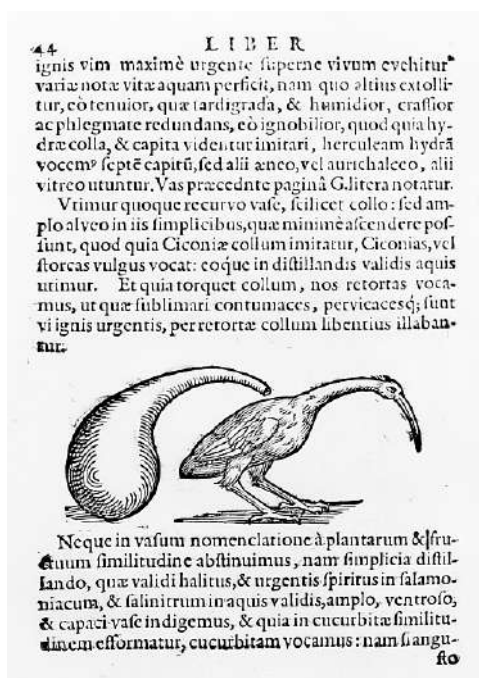 44 LIBER
ignis vim maximè urgente superne vivum evehitur
variæ notæ vitæ aquam perficit, nam quo altius extolli-
tur, eò tenuior, quæ tardigrada, & humidior, crassior
ac phlegmate redundans, eò ignobilior, quod quia hy-
dræ colla, & capita videntur imitari, herculeam hydrā
vocem⁹ septē capitū, sed alii æneo, vel aurichalceo, alii
vitreo utuntur. Vas præcednte paginâ G. litera notatur.
Vtimur quoque recurvo vase, scilicet collo: sed am-
plo alveo in iis simplicibus, quæ minimè ascendere pos-
sunt, quod quia Ciconiæ collum imitatur, Ciconias, vel
storcas vulgus vocat: eoque in distillandis validis aquis
utimur. Et quia torquet collum, nos retortas voca-
mus, ut quæ sublimari contumaces, pervicacesq; sunt
vi ignis urgentis, per retortæ collum libentius illaban-
tur.
Neque in vasum nomenclatione à plantarum & fru-
ctuum similitudine abstinuimus, nam simplicia distil-
lando, quæ validi halitus, & urgentis spiritus in salamo-
niacum, & salinitrum in aquis validis, amplo, ventroso,
& capaci vase indigemus, & quia in cucurbitæ similitu-
dinem efformatur, cucurbitam vocamus: nam si angu-
sto